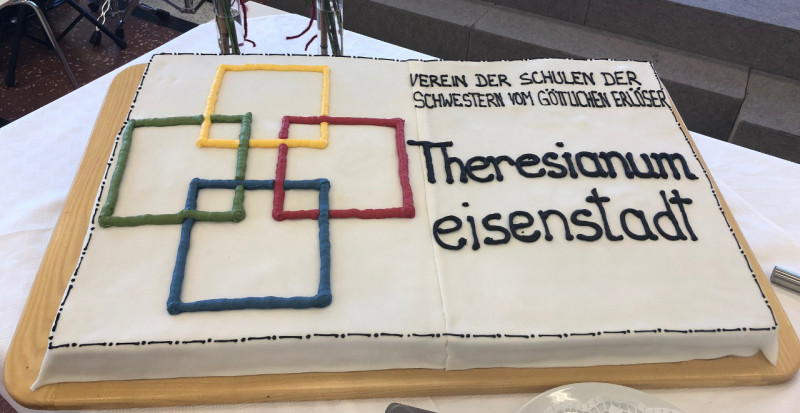 VEREIN DER SCHULEN DER
SCHWESTERN VOM GÖTTLICHEN ERLÖSER
Theresianum
eisenstadt